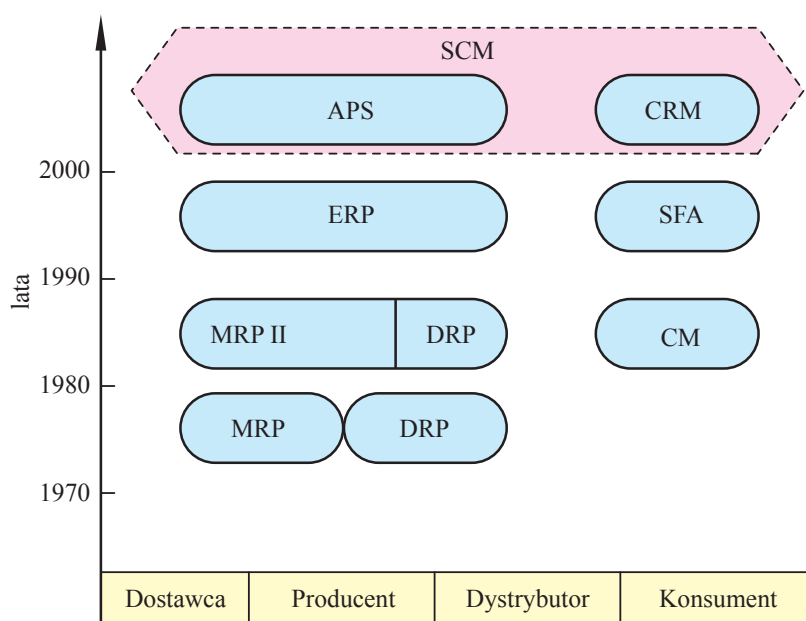 SCM
APS
CRM
2000
ERP
SFA
1990
lata
MRP II
DRP
CM
1980
MRP
DRP
1970
Dostawca
Producent
Dystrybutor
Konsument